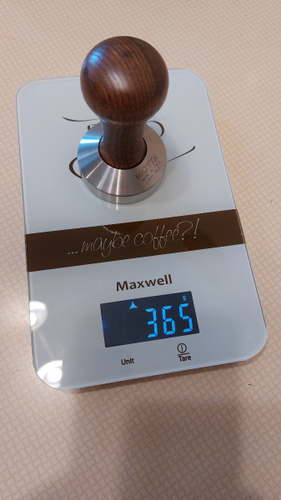 ...maybe coffee?!
Maxwell
g
365
Unit
Tare